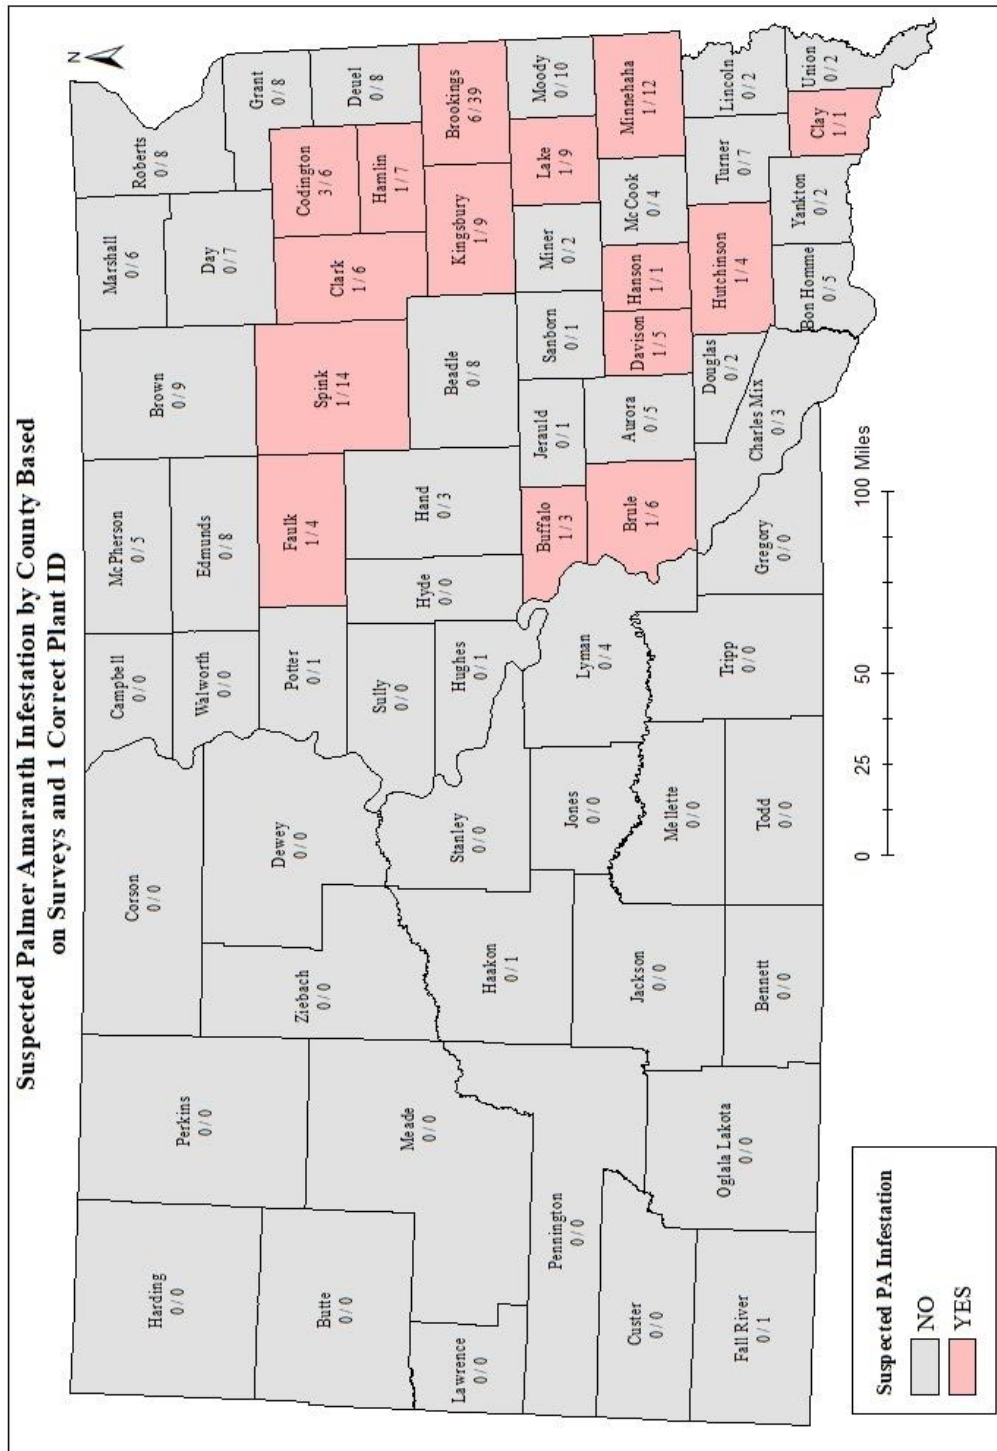 Suspected Palmer Amaranth Infestation by County Based
on Surveys and 1 Correct Plant ID
N
Harding
0 / 0
Perkins
0 / 0
Corson
0 / 0
Campbell
0 / 0
McPherson
0 / 5
Brown
0 / 9
Marshall
0 / 6
Roberts
0 / 8
Walworth
0 / 0
Edmunds
0 / 8
Day
0 / 7
Grant
0 / 8
Butte
0 / 0
Ziebach
0 / 0
Dewey
0 / 0
Potter
0 / 1
Faulk
1 / 4
Spink
1 / 14
Clark
1 / 6
Codington
3 / 6
Deuel
0 / 8
Hamlin
1 / 7
Meade
0 / 0
Sully
0 / 0
Hyde
0 / 0
Hand
0 / 3
Beadle
0 / 8
Kingsbury
1 / 9
Brookings
6 / 39
Lawrence
0 / 0
Haakon
0 / 1
Stanley
0 / 0
Hughes
0 / 1
Buffalo
1 / 3
Jerauld
0 / 1
Sanborn
0 / 1
Miner
0 / 2
Lake
1 / 9
Moody
0 / 10
Pennington
0 / 0
Jackson
0 / 0
Jones
0 / 0
Lyman
0 / 4
Brule
1 / 6
Aurora
0 / 5
Davison
1 / 5
Hanson
1 / 1
McCook
0 / 4
Minnehaha
1 / 12
Custer
0 / 0
Mellette
0 / 0
Tripp
0 / 0
Gregory
0 / 0
Charles Mix
0 / 3
Douglas
0 / 2
Hutchinson
1 / 4
Turner
0 / 7
Lincoln
0 / 2
Fall River
0 / 1
Oglala Lakota
0 / 0
Bennett
0 / 0
Todd
0 / 0
Bon Homme
0 / 5
Yankton
0 / 2
Clay
1 / 1
Union
0 / 2
Suspected PA Infestation
NO
YES
0 25 50 100 Miles